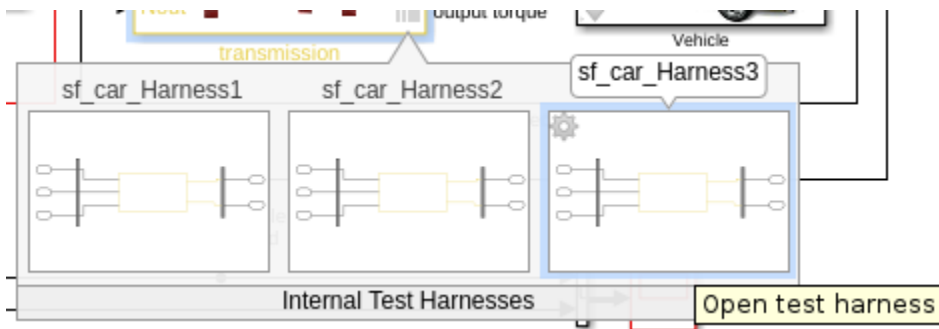 output torque
transmission
Vehicle
sf_car_Harness1
sf_car_Harness2
sf_car_Harness3
Internal Test Harnesses
Open test harness